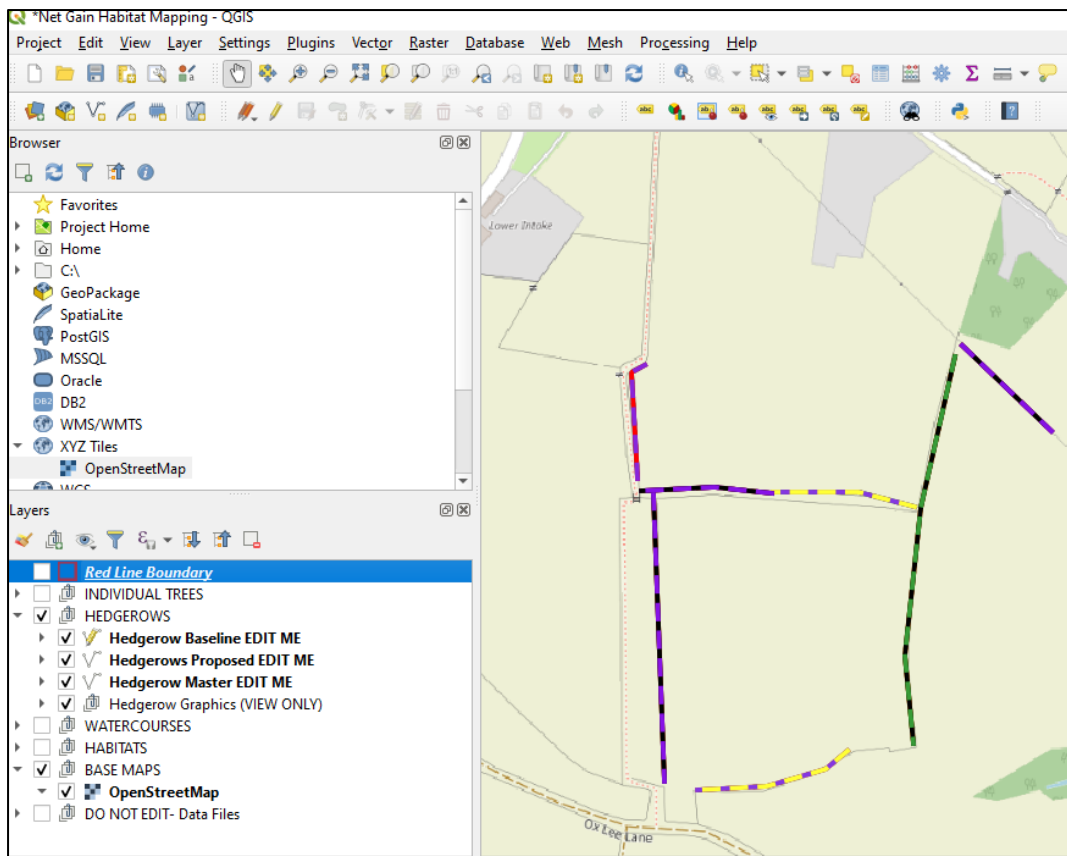 *Net Gain Habitat Mapping - QGIS
Project Edit View Layer Settings Plugins Vector Raster Database Web Mesh Processing Help
Browser
Favorites
Project Home
Home
C:\
GeoPackage
SpatiaLite
PostGIS
MSSQL
Oracle
DB2 DB2
WMS/WMTS
XYZ Tiles
OpenStreetMap
WCS
Layers
Red Line Boundary
INDIVIDUAL TREES
HEDGEROWS
Hedgerow Baseline EDIT ME
Hedgerows Proposed EDIT ME
Hedgerow Master EDIT ME
Hedgerow Graphics (VIEW ONLY)
WATERCOURSES
HABITATS
BASE MAPS
OpenStreetMap
DO NOT EDIT- Data Files
Lower Intake
Ox Lee Lane